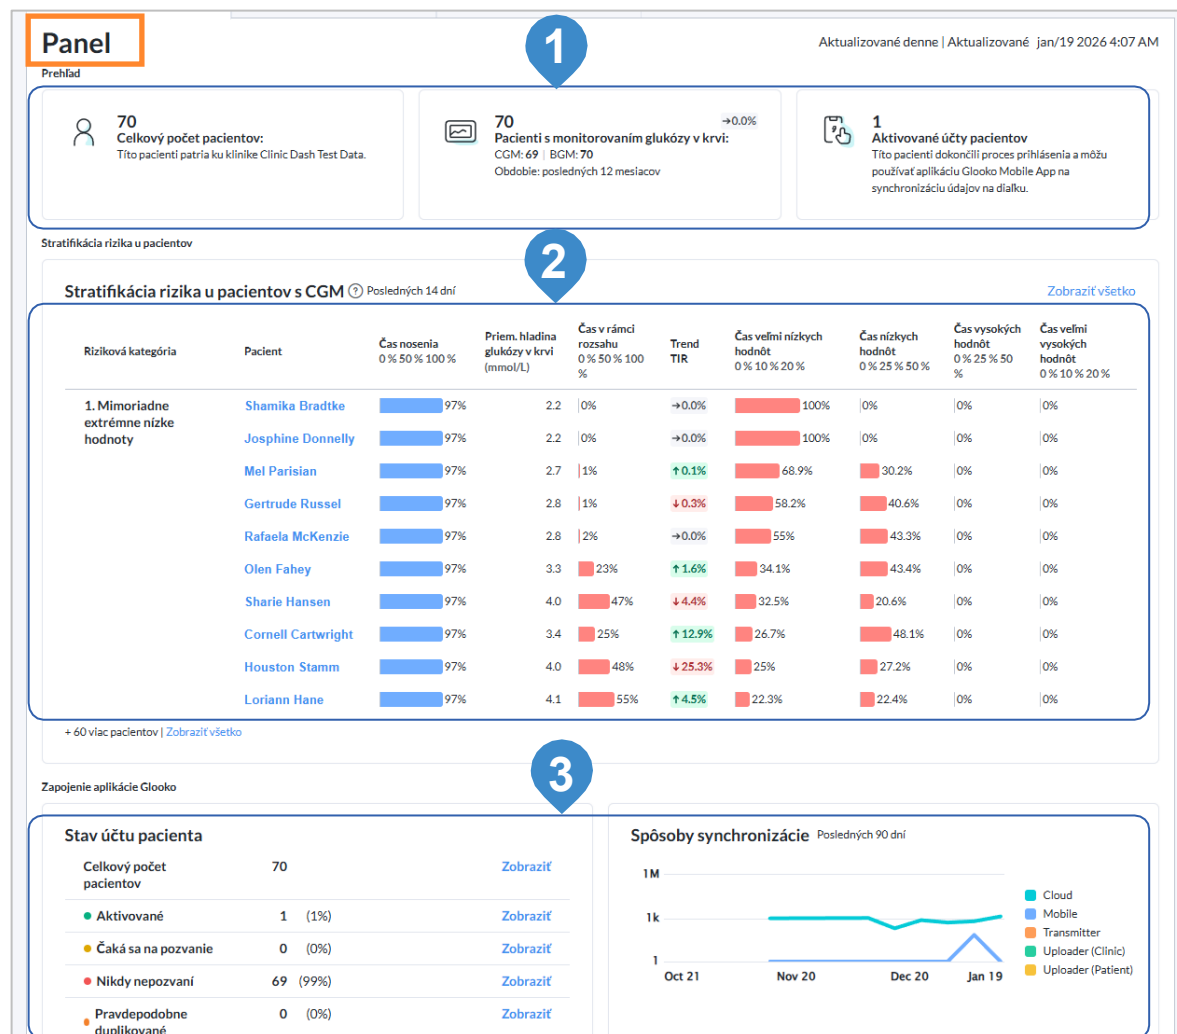 Panel
1
Aktualizované denne | Aktualizované jan/19 2026 4:07 AM
Prehľad
70
Celkový počet pacientov:
Títo pacienti patria ku klinike Clinic Dash Test Data.
70 →0.0%
Pacienti s monitorovaním glukózy v krvi:
CGM: 69 | BGM: 70
Obdobie: posledných 12 mesiacov
1
Aktivované účty pacientov
Títo pacienti dokončili proces prihlásenia a môžu
používať aplikáciu Glooko Mobile App na
synchronizáciu údajov na diaľku.
Stratifikácia rizika u pacientov
2
Stratifikácia rizika u pacientov s CGM ? Posledných 14 dní
Zobraziť všetko
Riziková kategória
Pacient
Čas nosenia
0 % 50 % 100 %
Priem. hladina
glukózy v krvi
(mmol/L)
Čas v rámci
rozsahu
0 % 50 % 100
%
Trend
TIR
Čas veľmi nízkych
hodnôt
0 % 10 % 20 %
Čas nízkych
hodnôt
0 % 25 % 50 %
Čas vysokých
hodnôt
0 % 25 % 50
%
Čas veľmi
vysokých
hodnôt
0 % 10 % 20 %
1. Mimoriadne
extrémne nízke
hodnoty
Shamika Bradtke 97% 2.2 0% →0.0% 100% 0% 0% 0%
Josphine Donnelly 97% 2.2 0% →0.0% 100% 0% 0% 0%
Mel Parisian 97% 2.7 1% ↑0.1% 68.9% 30.2% 0% 0%
Gertrude Russel 97% 2.8 1% ↓0.3% 58.2% 40.6% 0% 0%
Rafaela McKenzie 97% 2.8 2% →0.0% 55% 43.3% 0% 0%
Olen Fahey 97% 3.3 23% ↑1.6% 34.1% 43.4% 0% 0%
Sharie Hansen 97% 4.0 47% ↓4.4% 32.5% 20.6% 0% 0%
Cornell Cartwright 97% 3.4 25% ↑12.9% 26.7% 48.1% 0% 0%
Houston Stamm 97% 4.0 48% ↓25.3% 25% 27.2% 0% 0%
Loriann Hane 97% 4.1 55% ↑4.5% 22.3% 22.4% 0% 0%
+ 60 viac pacientov | Zobraziť všetko
3
Zapojenie aplikácie Glooko
Stav účtu pacienta
Celkový počet
pacientov
70 Zobraziť
Aktivované 1 (1%) Zobraziť
Čaká sa na pozvanie 0 (0%) Zobraziť
Nikdy nepozvaní 69 (99%) Zobraziť
Pravdepodobne
duplikované
0 (0%) Zobraziť
Spôsoby synchronizácie Posledných 90 dní
1 M
1k
1
Oct 21 Nov 20 Dec 20 Jan 19
Cloud
Mobile
Transmitter
Uploader (Clinic)
Uploader (Patient)